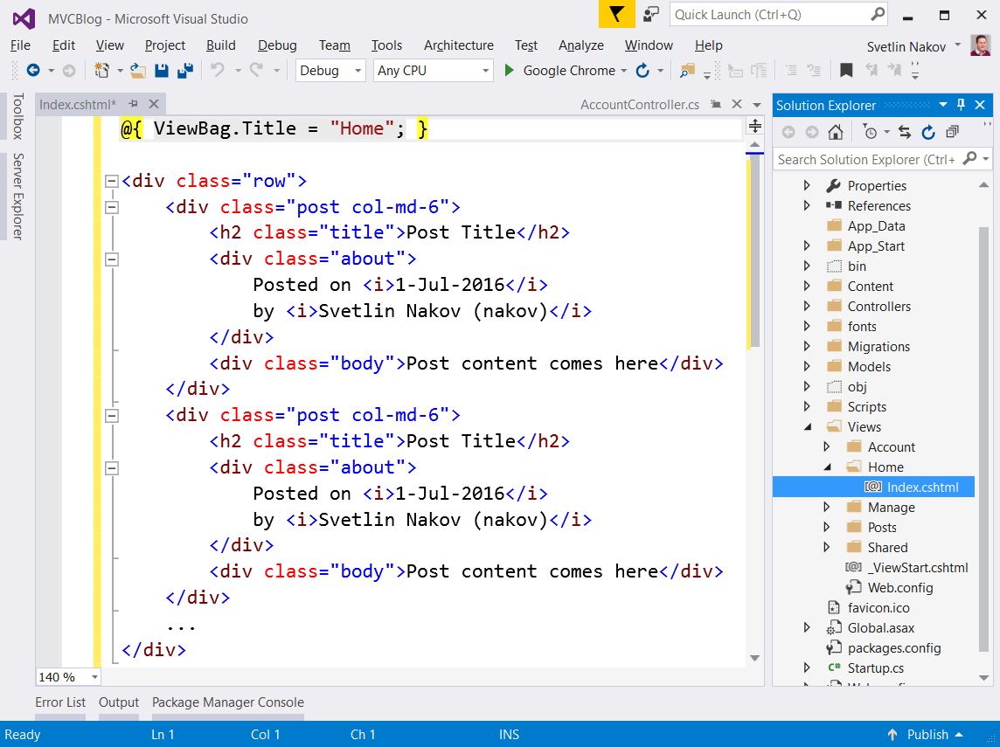 MVCBlog - Microsoft Visual Studio
Quick Launch (Ctrl+Q)
File Edit View Project Build Debug Team Tools Architecture Test Analyze Window Help Svetlin Nakov
Debug Any CPU Google Chrome
Toolbox
Server Explorer
Index.cshtml* AccountController.cs
@{ ViewBag.Title = "Home"; }
<div class="row">
<div class="post col-md-6">
<h2 class="title">Post Title</h2>
<div class="about">
Posted on <i>1-Jul-2016</i>
by <i>Svetlin Nakov (nakov)</i>
</div>
<div class="body">Post content comes here</div>
</div>
<div class="post col-md-6">
<h2 class="title">Post Title</h2>
<div class="about">
Posted on <i>1-Jul-2016</i>
by <i>Svetlin Nakov (nakov)</i>
</div>
<div class="body">Post content comes here</div>
</div>
...
</div>
140 %
Solution Explorer
Search Solution Explorer (Ctrl+
Properties
References
App_Data
App_Start
bin
Content
Controllers
fonts
Migrations
Models
obj
Scripts
Views
Account
Home
[@] Index.cshtml
Manage
Posts
Shared
[@] _ViewStart.cshtml
Web.config
favicon.ico
Global.asax
packages.config
C# Startup.cs
Error List Output Package Manager Console
Ready Ln 1 Col 1 Ch 1 INS Publish